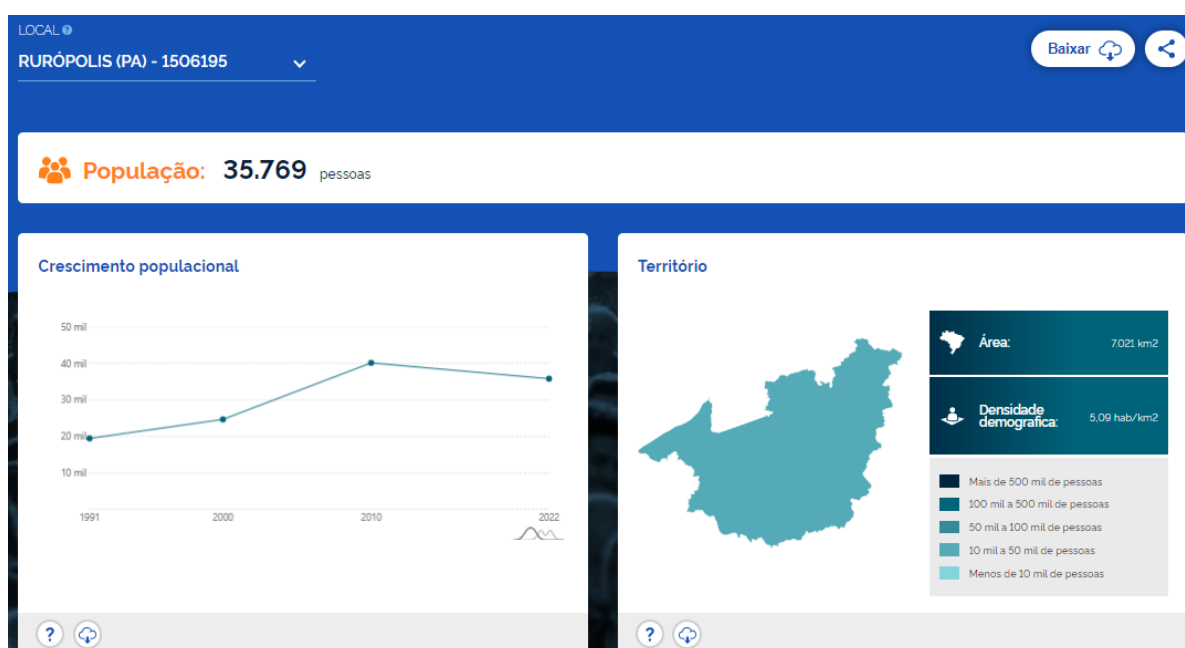 LOCAL ?
RURÓPOLIS (PA) - 1506195
Baixar
População: 35.769 pessoas
Crescimento populacional
50 mil
40 mil
30 mil
20 mil
10 mil
1991 2000 2010 2022
?
Território
Área: 7.021 km2
Densidade
demografica: 5,09 hab/km2
Mais de 500 mil de pessoas
100 mil a 500 mil de pessoas
50 mil a 100 mil de pessoas
10 mil a 50 mil de pessoas
Menos de 10 mil de pessoas
?